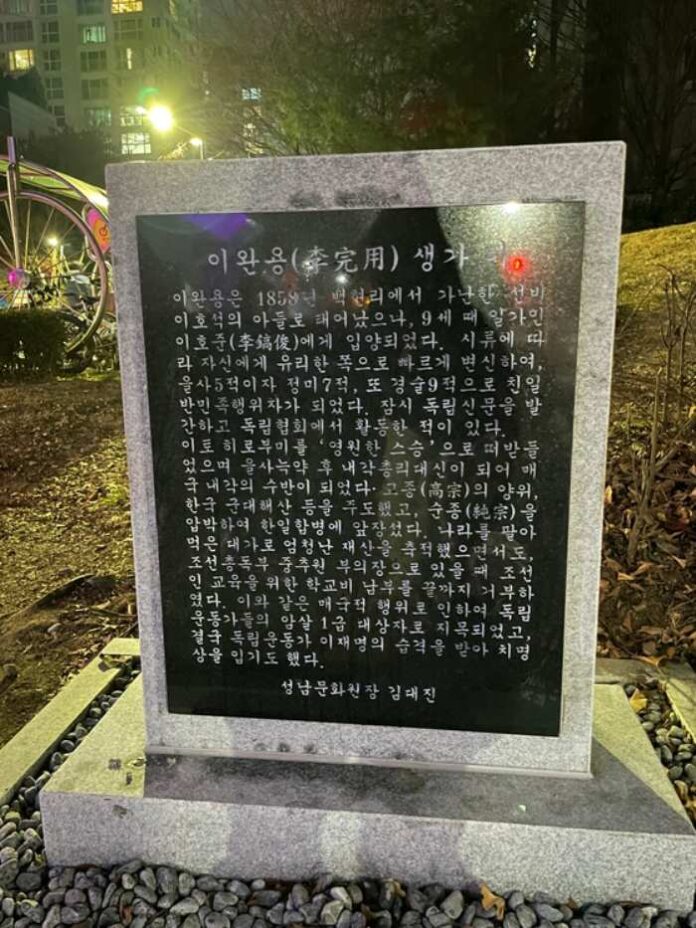 이완용(李完用) 생가
이완용은 1858년 백현리에서 가난한 선비
이호석의 아들로 태어났으나, 9세 때 일가인
이호준(李鎬俊)에게 입양되었다. 시류에 따
라 자신에게 유리한 쪽으로 빠르게 변신하여,
을사5적이자 정미7적, 또 경술9적으로 친일
반민족행위자가 되었다. 잠시 독립신문을 발
간하고 독립협회에서 활동한 적이 있다.
이토 히로부미를 '영원한 스승'으로 떠받들
었으며 을사늑약 후 내각총리대신이 되어 매
국 내각의 수반이 되었다. 고종(高宗)의 양위,
한국 군대해산 등을 주도했고, 순종(純宗)을
압박하여 한일합병에 앞장섰다. 나라를 팔아
먹은 대가로 엄청난 재산을 축적했으면서도,
조선총독부 중추원 부의장으로 있을 때 조선
인 교육을 위한 학교비 납부를 끝까지 거부하
였다. 이와 같은 매국적 행위로 인하여 독립
운동가들의 암살 1급 대상자로 지목되었고,
결국 독립운동가 이재명의 습격을 받아 치명
상을 입기도 했다.
성남문화원장 김대진